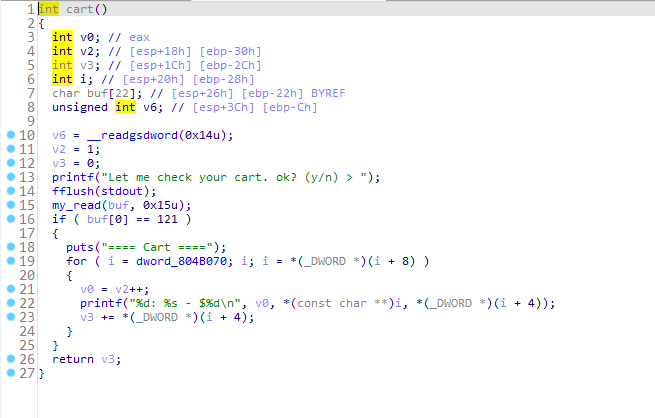 1 int cart()
2 {
3 int v0; // eax
4 int v2; // [esp+18h] [ebp-30h]
5 int v3; // [esp+1Ch] [ebp-2Ch]
6 int i; // [esp+20h] [ebp-28h]
7 char buf[22]; // [esp+26h] [ebp-22h] BYREF
8 unsigned int v6; // [esp+3Ch] [ebp-Ch]
9
10 v6 = __readgsdword(0x14u);
11 v2 = 1;
12 v3 = 0;
13 printf("Let me check your cart. ok? (y/n) > ");
14 fflush(stdout);
15 my_read(buf, 0x15u);
16 if ( buf[0] == 121 )
17 {
18 puts("==== Cart ====");
19 for ( i = dword_804B070; i; i = *(_DWORD *)(i + 8) )
20 {
21 v0 = v2++;
22 printf("%d: %s - $%d\n", v0, *(const char **)i, *(_DWORD *)(i + 4));
23 v3 += *(_DWORD *)(i + 4);
24 }
25 }
26 return v3;
27 }